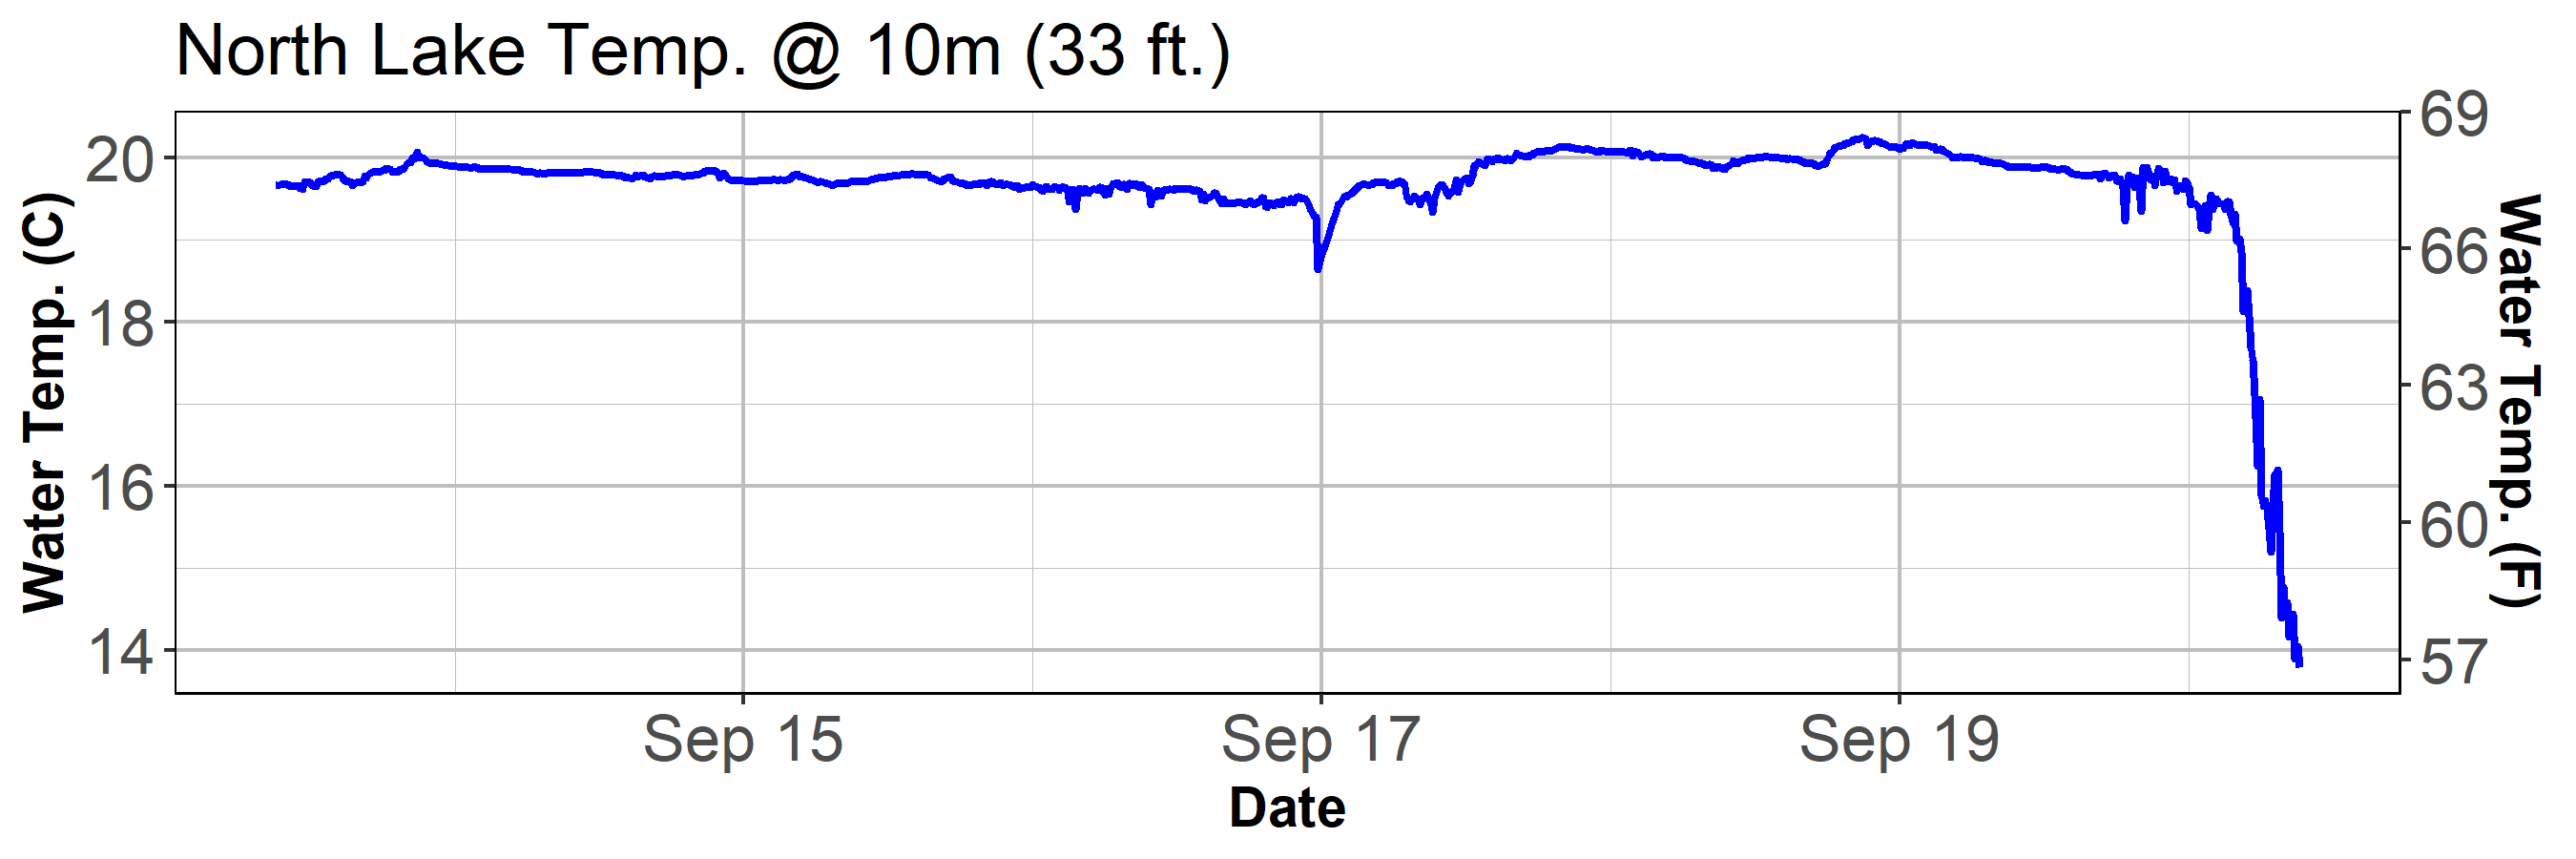 North Lake Temp. @ 10m (33 ft.)
Water Temp. (C)
20
18
16
14
69
66
63
60
57
Water Temp. (F)
Sep 15
Sep 17
Sep 19
Date